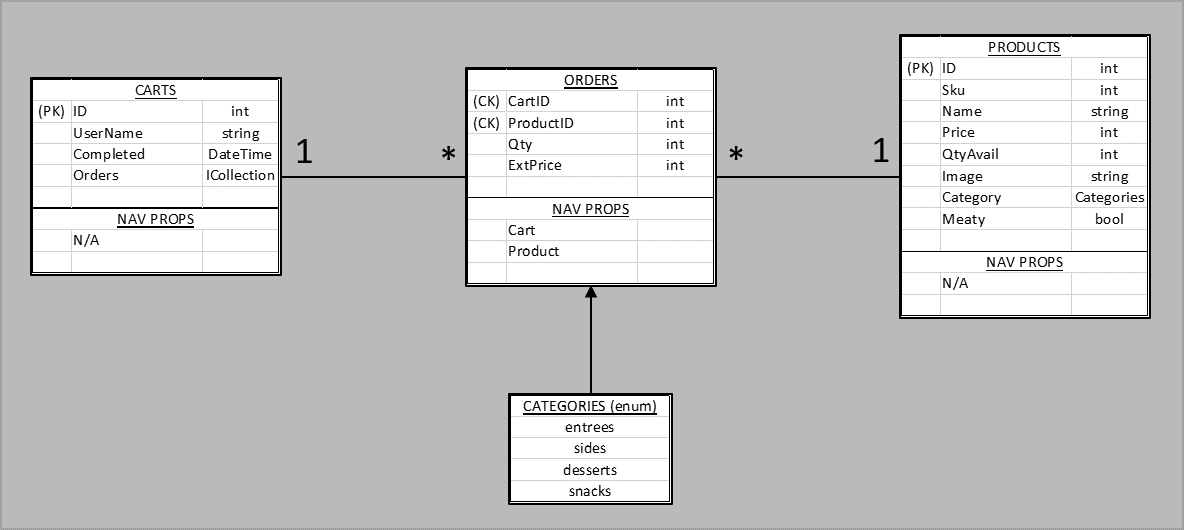 CARTS
(PK) ID int
UserName string
Completed DateTime
Orders ICollection
NAV PROPS
N/A
1
*
ORDERS
(CK) CartID int
(CK) ProductID int
Qty int
ExtPrice int
NAV PROPS
Cart
Product
*
1
PRODUCTS
(PK) ID int
Sku int
Name string
Price int
QtyAvail int
Image string
Category Categories
Meaty bool
NAV PROPS
N/A
CATEGORIES (enum)
entrees
sides
desserts
snacks